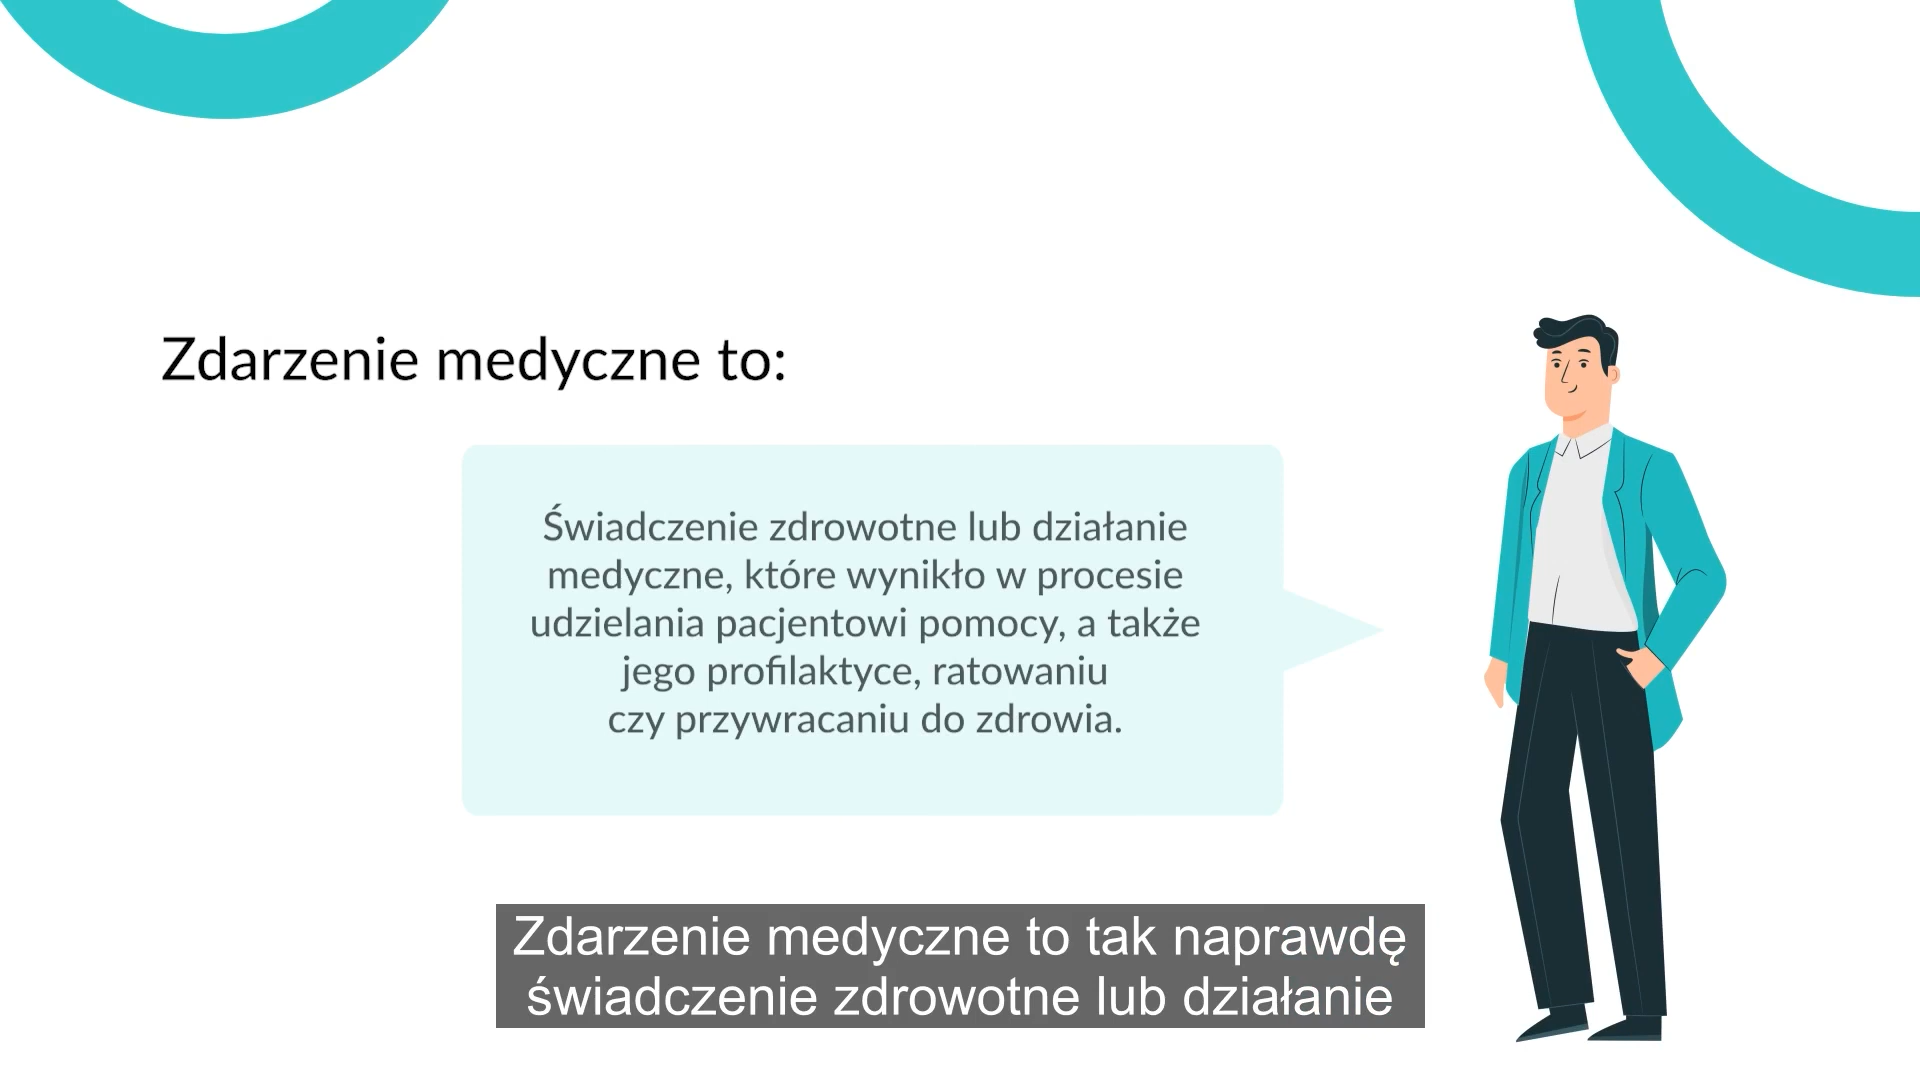 Zdarzenie medyczne to:
Świadczenie zdrowotne lub działanie
medyczne, które wynikło w procesie
udzielania pacjentowi pomocy, a także
jego profilaktyce, ratowaniu
czy przywracaniu do zdrowia.
Zdarzenie medyczne to tak naprawdę
świadczenie zdrowotne lub działanie